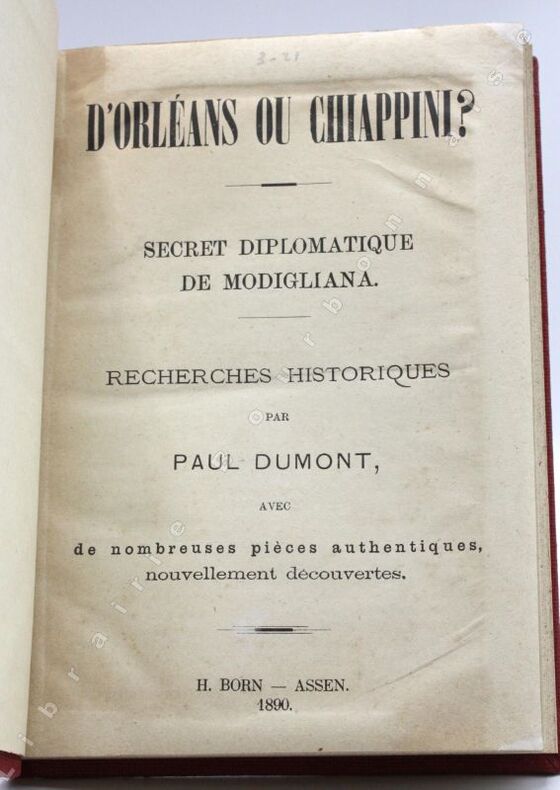 3-21
D'ORLÉANS OU CHIAPPINI?
SECRET DIPLOMATIQUE
DE MODIGLIANA.
RECHERCHES HISTORIQUES
PAR
PAUL DUMONT,
AVEC
de nombreuses pièces authentiques,
nouvellement découvertes.
H. BORN — ASSEN.
1890.